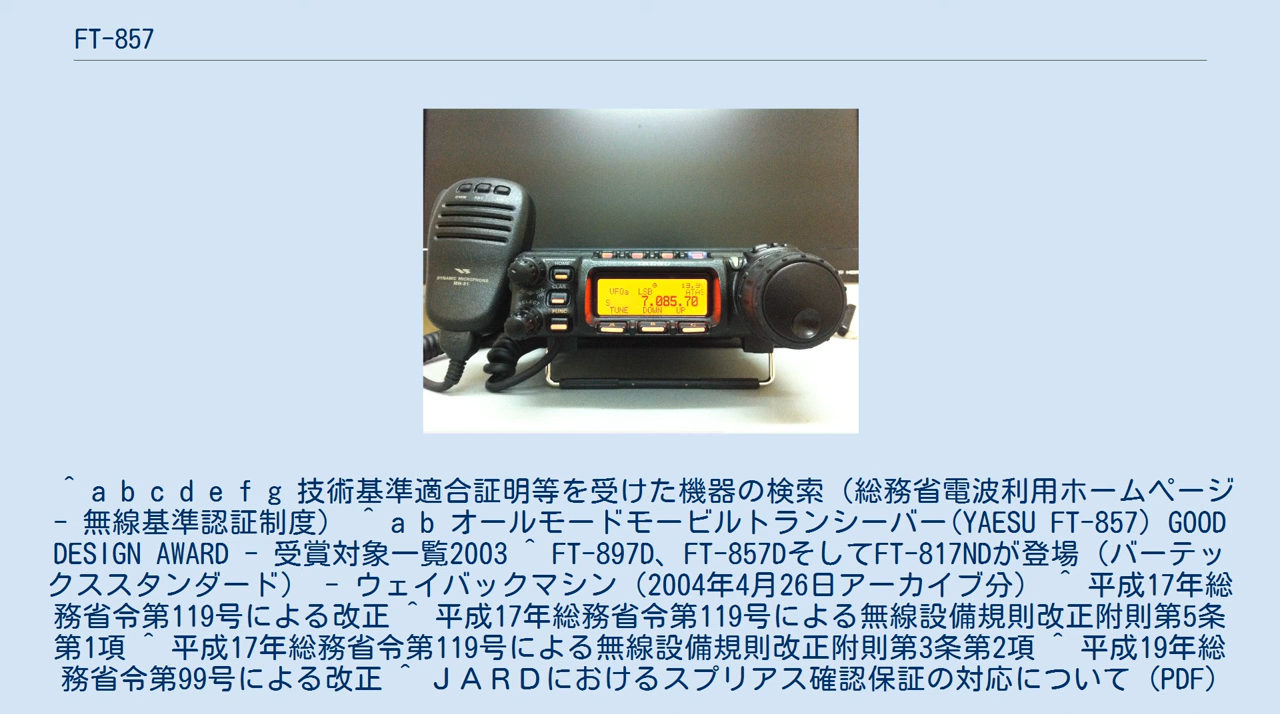 FT-857
HOME
CLAR
SELECT
FUNC
DYNAMIC MICROPHONE
VFOa LSB
7.085.70
S
TUNE DOWN UP
^ a b c d e f g 技術基準適合証明等を受けた機器の検索（総務省電波利用ホームページ
- 無線基準認証制度） ^ a b オールモードモービルトランシーバー(YAESU FT-857) GOOD
DESIGN AWARD - 受賞対象一覧2003 ^ FT-897D、FT-857DそしてFT-817NDが登場（バーテッ
クススタンダード） - ウェイバックマシン（2004年4月26日アーカイブ分） ^ 平成17年総
務省令第119号による改正 ^ 平成17年総務省令第119号による無線設備規則改正附則第5条
第1項 ^ 平成17年総務省令第119号による無線設備規則改正附則第3条第2項 ^ 平成19年総
務省令第99号による改正 ^ ＪＡＲＤにおけるスプリアス確認保証の対応について（PDF）